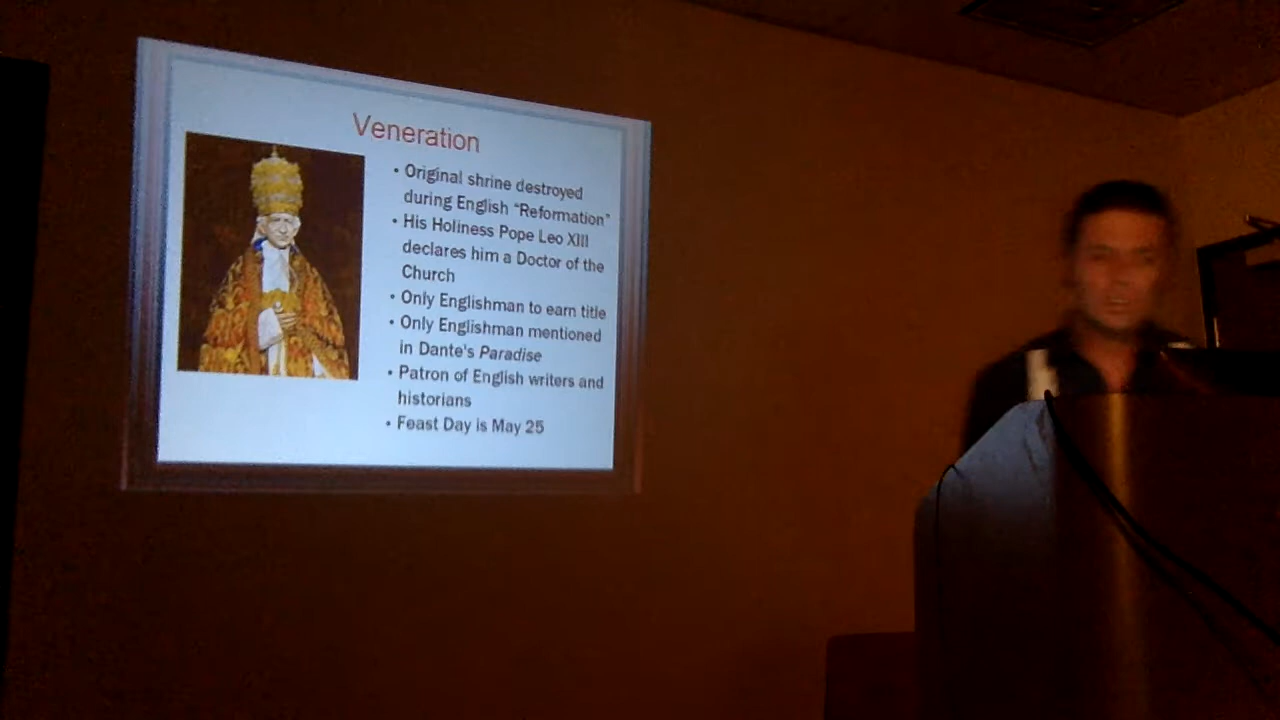 Veneration
• Original shrine destroyed
during English “Reformation”
• His Holiness Pope Leo XIII
declares him a Doctor of the
Church
• Only Englishman to earn title
• Only Englishman mentioned
in Dante's Paradise
• Patron of English writers and
historians
• Feast Day is May 25